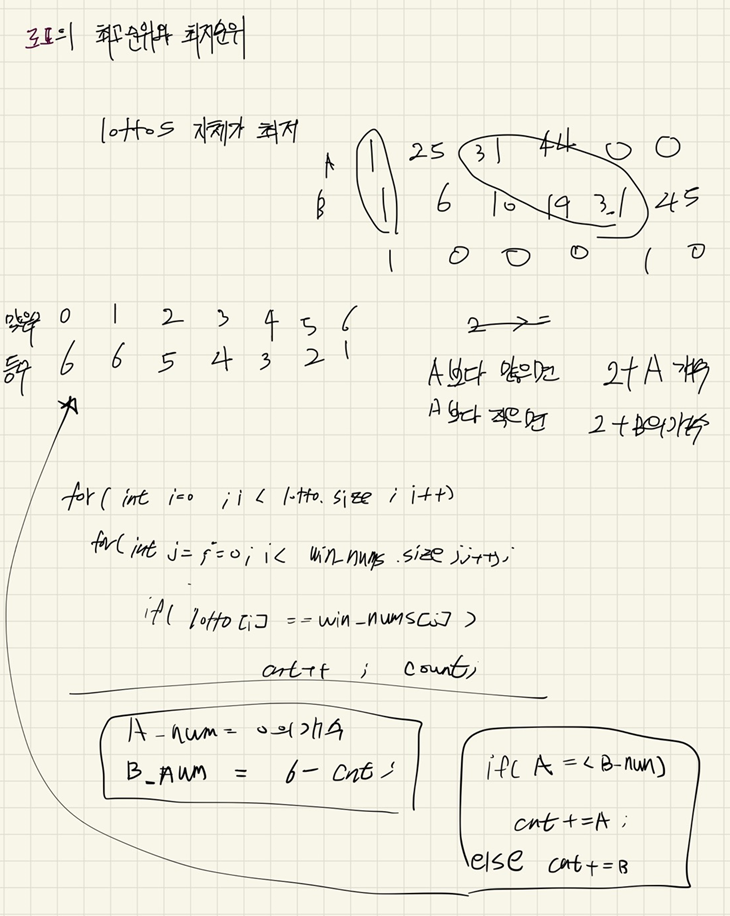 로또의 최고순위와 최저순위
lottos 자체가 최저
A 1 25 31 44 0 0
B 1 6 10 19 31 45
1 0 0 0 1 0
맞은수 0 1 2 3 4 5 6
등수 6 6 5 4 3 2 1
2 → =
A보다 많으면 2+A 개수
A보다 적으면 2+B의개수
for( int i=0 ; i < lotto.size ; i++)
for( int j= j=0; i< win_nums.size ; j++);
if( lotto[i] == win_nums[i] )
cnt++ ; count;
A_num = 0의 개수
B_num = 6 - cnt ;
if( A =< B-num)
cnt += A ;
else cnt += B